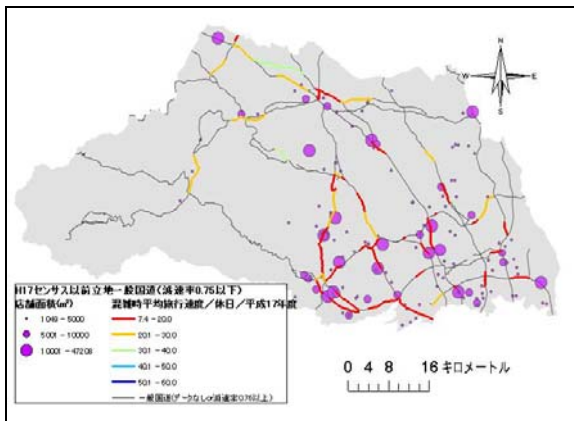 N
W E
S
H17センサス以前立地一般国道(減速率0.75以下)
店舗面積(㎡)
1049 - 5000
5001 - 10000
10001 - 47208
混雑時平均旅行速度/休日/平成17年度
7.4 - 20.0
20.1 - 30.0
30.1 - 40.0
40.1 - 50.0
50.1 - 60.0
一般国道(データなしor減速率0.76以上)
0 4 8 16 キロメートル